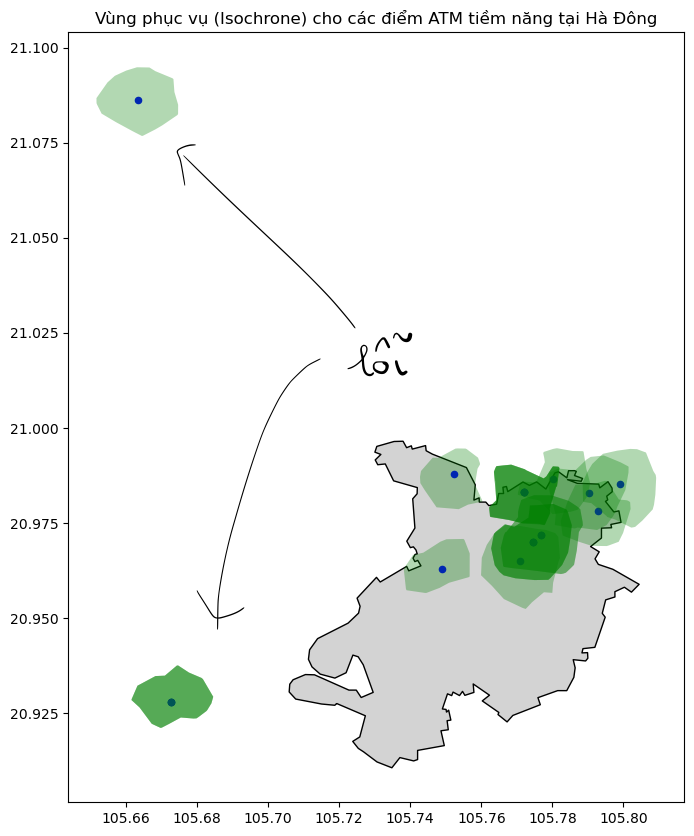 Vùng phục vụ (Isochrone) cho các điểm ATM tiềm năng tại Hà Đông
21.100
21.075
21.050
21.025
lỗi
21.000
20.975
20.950
20.925
105.66 105.68 105.70 105.72 105.74 105.76 105.78 105.80